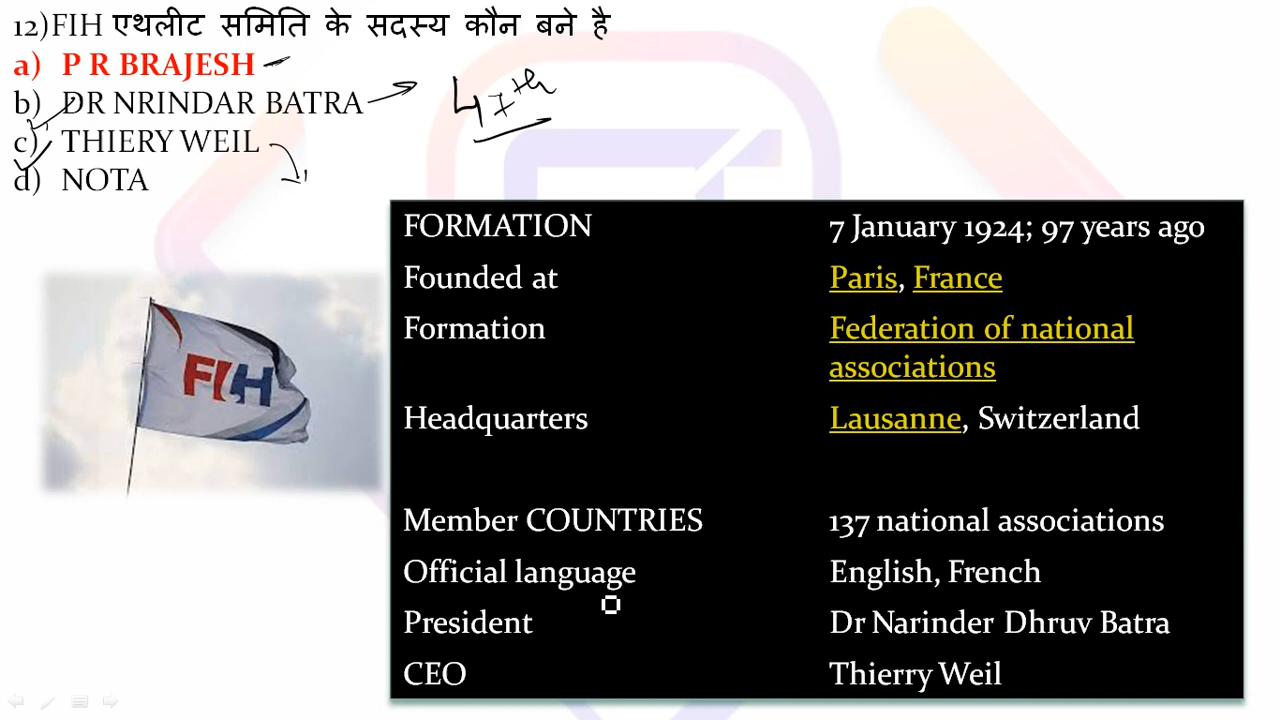 12)FIH एथलीट समिति के सदस्य कौन बने है
a) P R BRAJESH
b) DR NRINDAR BATRA
47th
c) THIERY WEIL
d) NOTA
FIH
FORMATION 7 January 1924; 97 years ago
Founded at Paris, France
Formation Federation of national
associations
Headquarters Lausanne, Switzerland
Member COUNTRIES 137 national associations
Official language English, French
President Dr Narinder Dhruv Batra
CEO Thierry Weil